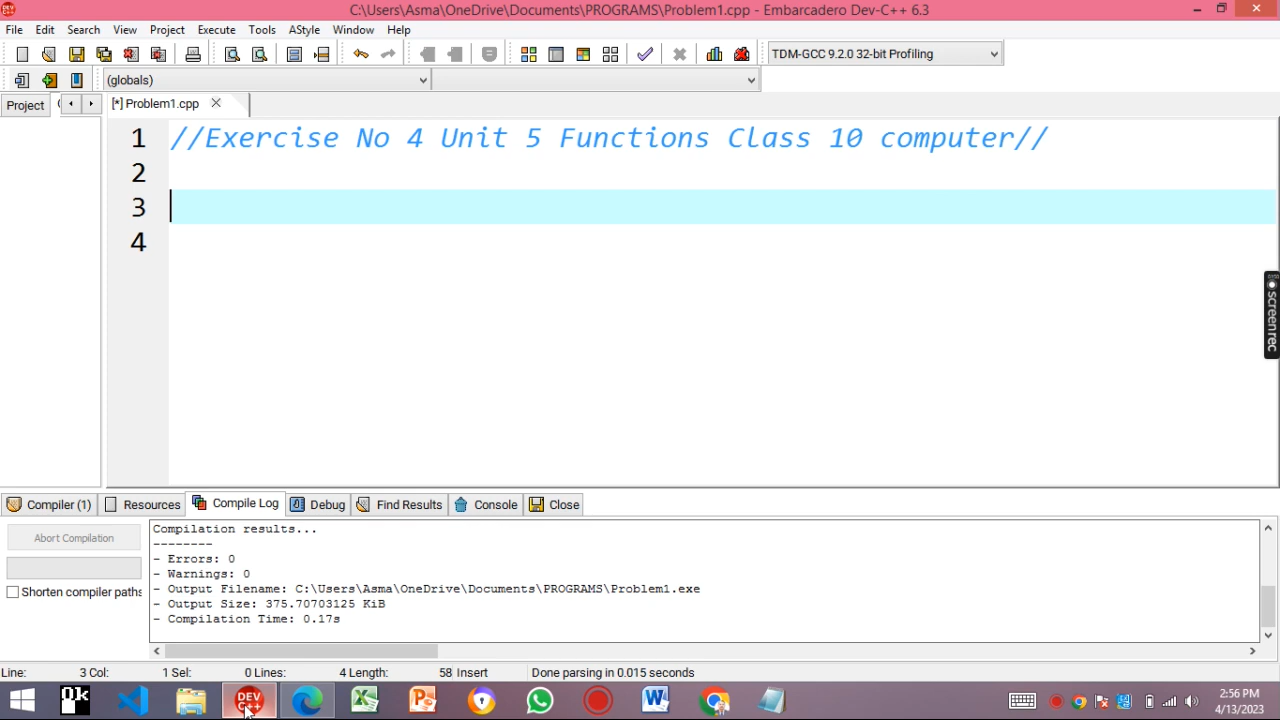 C:\Users\Asma\OneDrive\Documents\PROGRAMS\Problem1.cpp - Embarcadero Dev-C++ 6.3
File Edit Search View Project Execute Tools AStyle Window Help
TDM-GCC 9.2.0 32-bit Profiling
(globals)
Project
[*] Problem1.cpp
1 //Exercise No 4 Unit 5 Functions Class 10 computer//
2
3
4
screenrec
Compiler (1) Resources Compile Log Debug Find Results Console Close
Abort Compilation
Shorten compiler paths
Compilation results...
--------
- Errors: 0
- Warnings: 0
- Output Filename: C:\Users\Asma\OneDrive\Documents\PROGRAMS\Problem1.exe
- Output Size: 375.70703125 KiB
- Compilation Time: 0.17s
Line: 3 Col: 1 Sel: 0 Lines: 4 Length: 58 Insert Done parsing in 0.015 seconds
Ok
DEV C++
2:56 PM
4/13/2023